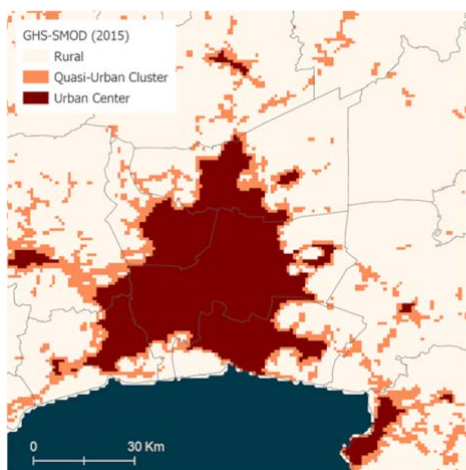 GHS-SMOD (2015)
Rural
Quasi-Urban Cluster
Urban Center
0 30 Km